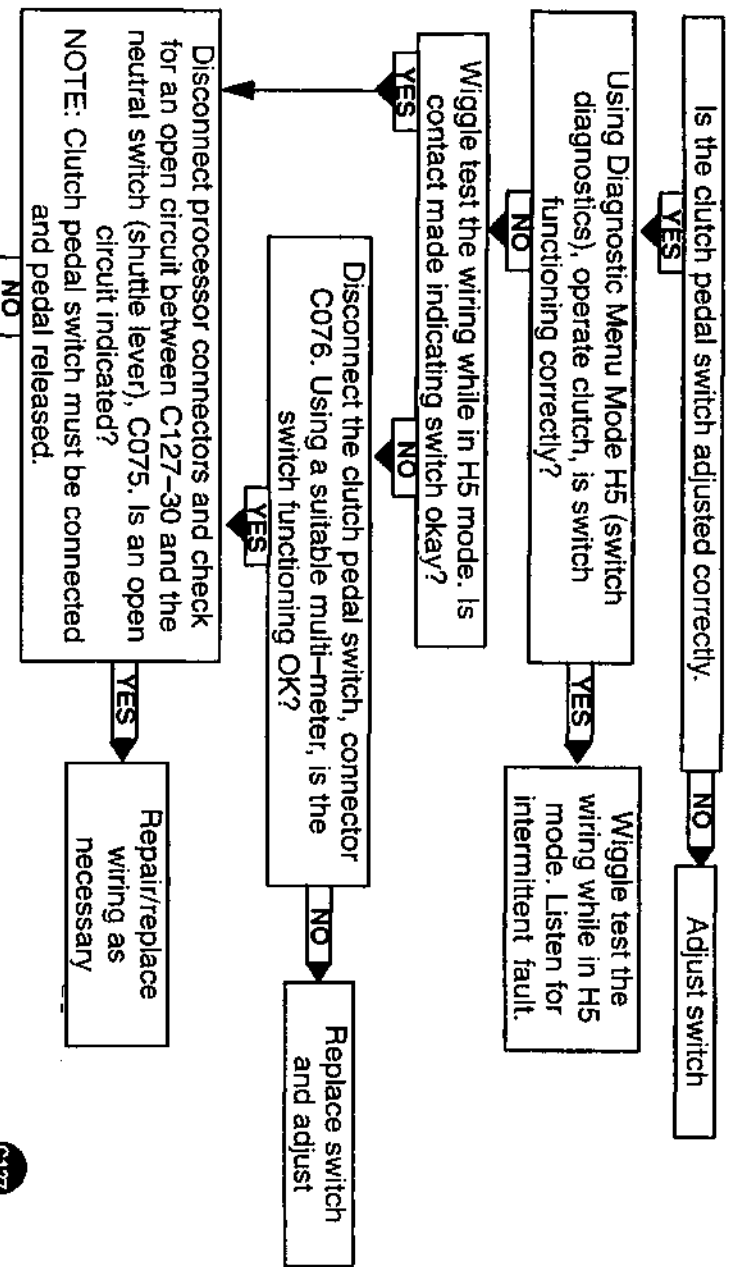 Is the clutch pedal switch adjusted correctly.
NO
Adjust switch
YES
Using Diagnostic Menu Mode H5 (switch
diagnostics), operate clutch, is switch
functioning correctly?
YES
Wiggle test the
wiring while in H5
mode. Listen for
intermittent fault.
NO
Wiggle test the wiring while in H5 mode. Is
contact made indicating switch okay?
YES
NO
Disconnect the clutch pedal switch, connector
C076. Using a suitable multi–meter, is the
switch functioning OK?
NO
Replace switch
and adjust
YES
Disconnect processor connectors and check
for an open circuit between C127–30 and the
neutral switch (shuttle lever), C075. Is an open
circuit indicated?
NOTE: Clutch pedal switch must be connected
and pedal released.
YES
Repair/replace
wiring as
necessary
NO
C127